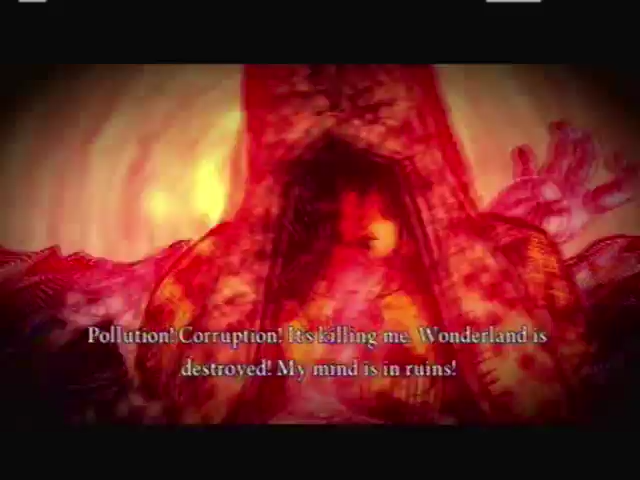 Pollution! Corruption! It's killing me. Wonderland is
destroyed! My mind is in ruins!